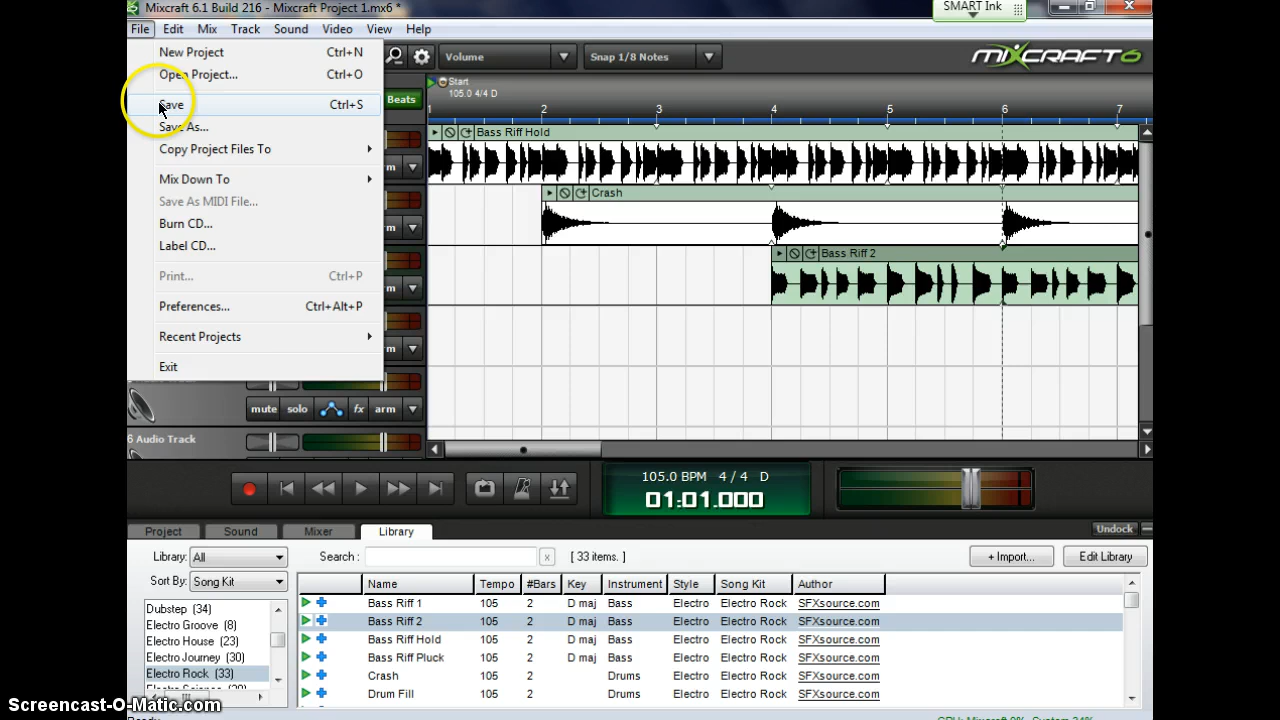 Mixcraft 6.1 Build 216 - Mixcraft Project 1.mx6 *
SMART Ink
File Edit Mix Track Sound Video View Help
New Project Ctrl+N
Open Project... Ctrl+O
Save Ctrl+S
Save As...
Copy Project Files To
Mix Down To
Save As MIDI File...
Burn CD...
Label CD...
Print... Ctrl+P
Preferences... Ctrl+Alt+P
Recent Projects
Exit
Volume Snap 1/8 Notes MIXCRAFT 6
Beats
Start
105.0 4/4 D
1 2 3 4 5 6 7
Bass Riff Hold
Crash
Bass Riff 2
mute solo fx arm
6 Audio Track
105.0 BPM 4 / 4 D
01:01.000
Project Sound Mixer Library Undock
Library: All Search : x [ 33 items. ] + Import... Edit Library
Sort By: Song Kit
Dubstep (34)
Electro Groove (8)
Electro House (23)
Electro Journey (30)
Electro Rock (33)
Name Tempo #Bars Key Instrument Style Song Kit Author
Bass Riff 1 105 2 D maj Bass Electro Electro Rock SFXsource.com
Bass Riff 2 105 2 D maj Bass Electro Electro Rock SFXsource.com
Bass Riff Hold 105 2 D maj Bass Electro Electro Rock SFXsource.com
Bass Riff Pluck 105 2 D maj Bass Electro Electro Rock SFXsource.com
Crash 105 2 Drums Electro Electro Rock SFXsource.com
Drum Fill 105 2 Drums Electro Electro Rock SFXsource.com
Screencast-O-Matic.com